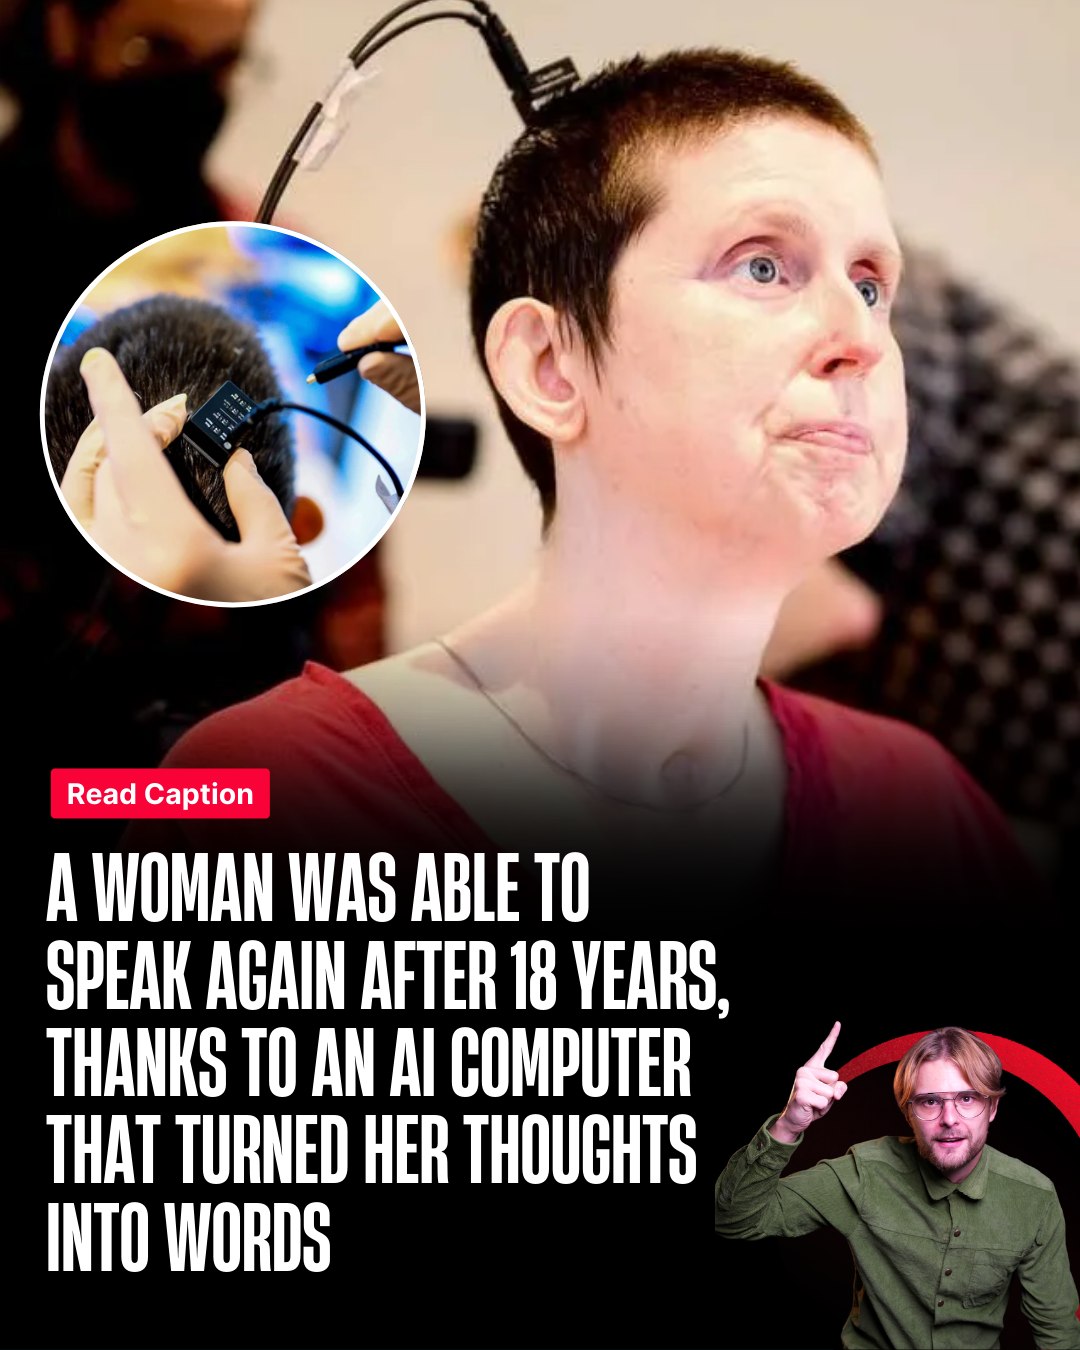 Read Caption
A WOMAN WAS ABLE TO
SPEAK AGAIN AFTER 18 YEARS,
THANKS TO AN AI COMPUTER
THAT TURNED HER THOUGHTS
INTO WORDS